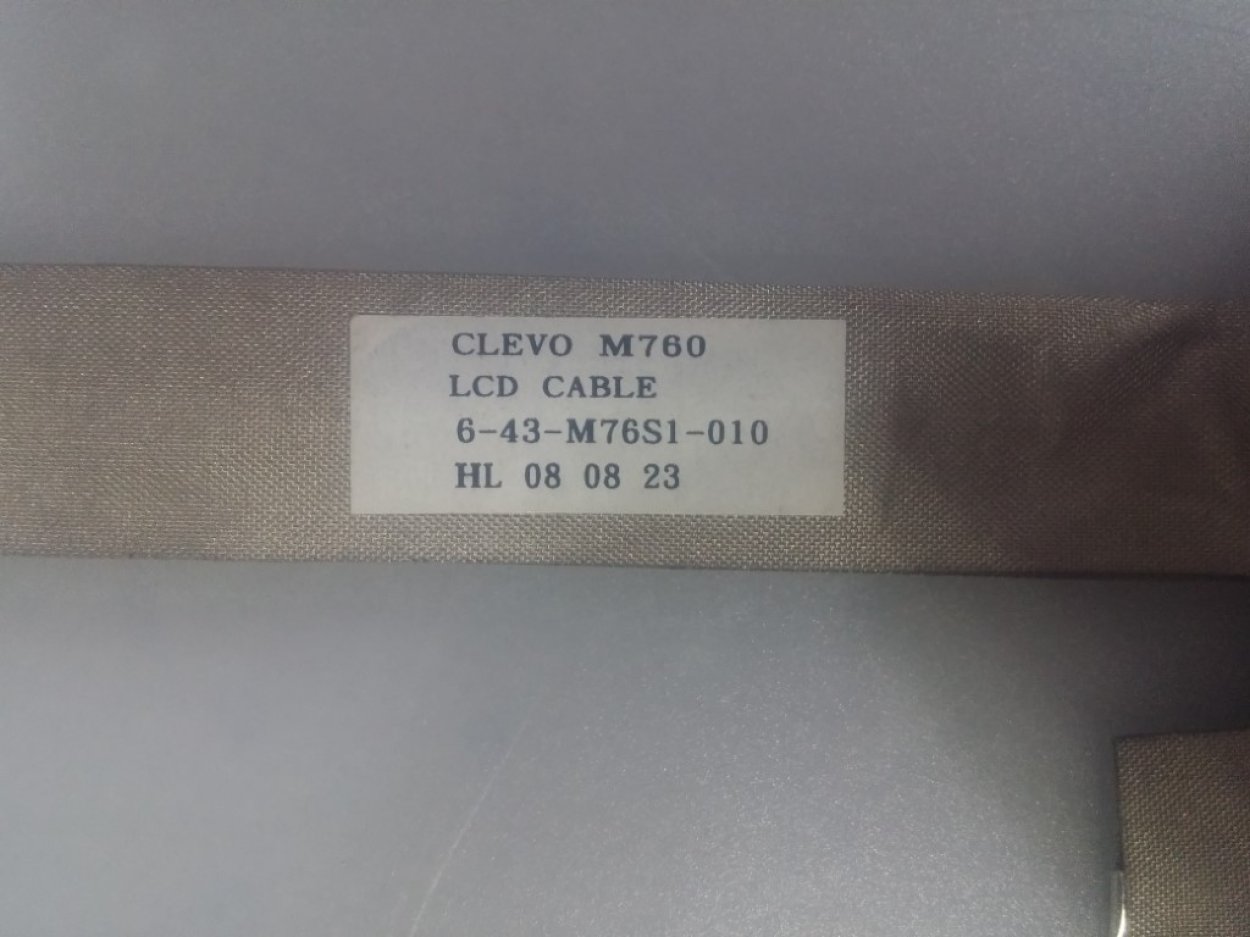 CLEVO M760
LCD CABLE
6-43-M76S1-010
HL 08 08 23